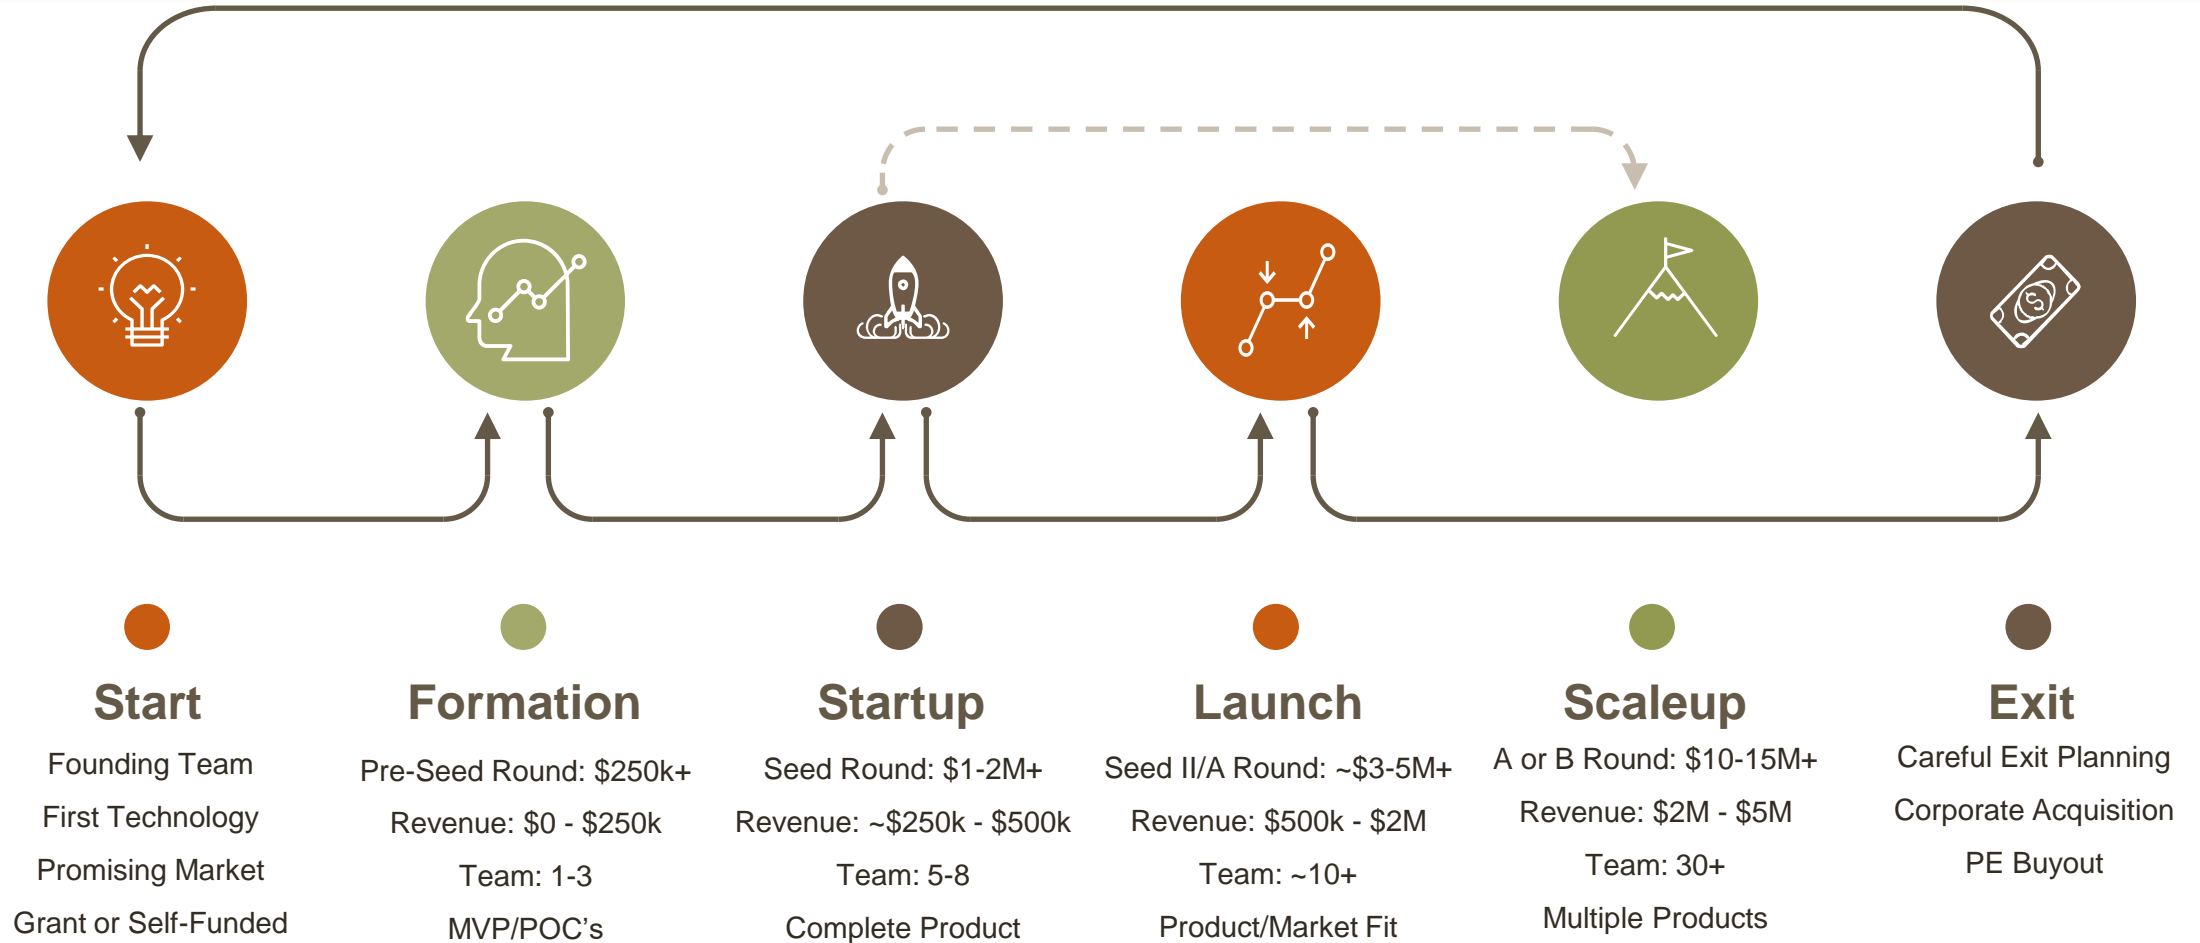 Start
Founding Team
First Technology
Promising Market
Grant or Self-Funded
Formation
Pre-Seed Round: $250k+
Revenue: $0 - $250k
Team: 1-3
MVP/POC’s
Startup
Seed Round: $1-2M+
Revenue: ~$250k - $500k
Team: 5-8
Complete Product
Launch
Seed II/A Round: ~$3-5M+
Revenue: $500k - $2M
Team: ~10+
Product/Market Fit
Scaleup
A or B Round: $10-15M+
Revenue: $2M - $5M
Team: 30+
Multiple Products
Exit
Careful Exit Planning
Corporate Acquisition
PE Buyout